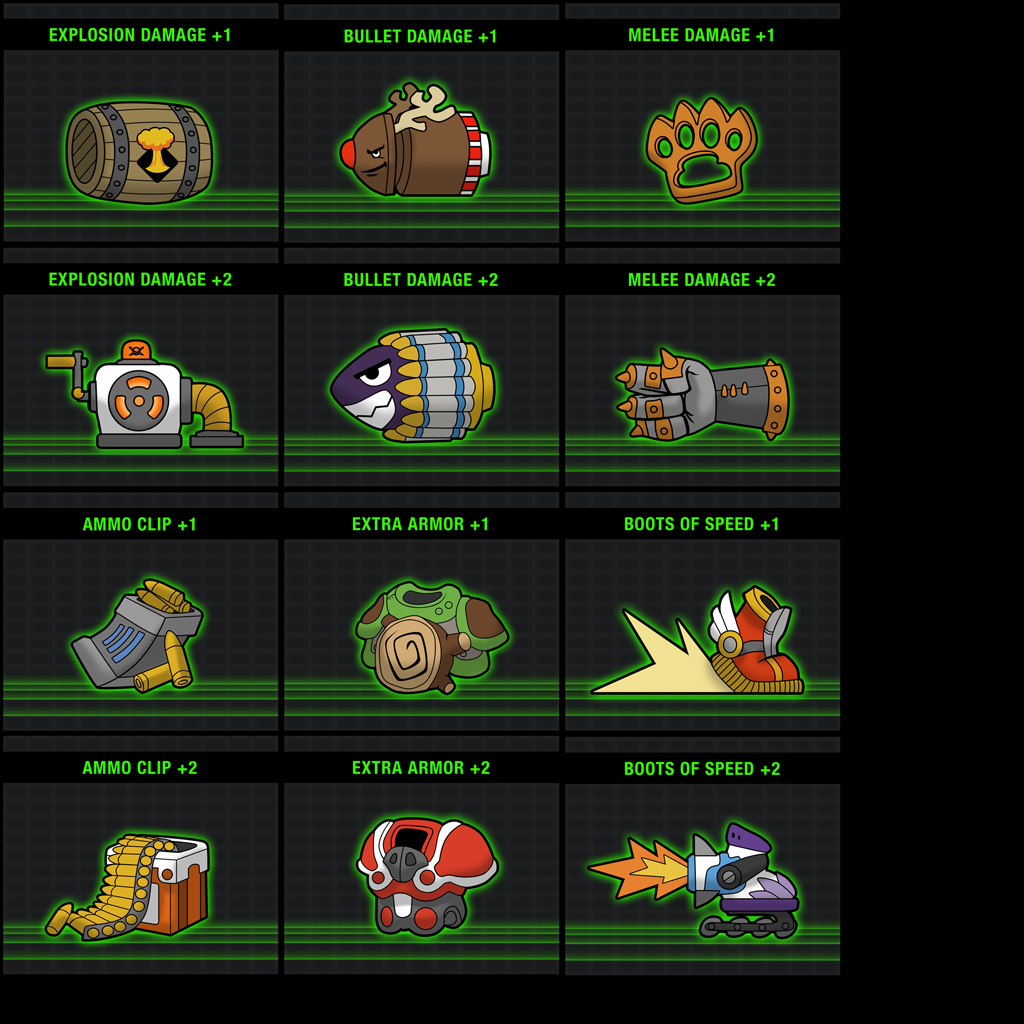 EXPLOSION DAMAGE +1
BULLET DAMAGE +1
MELEE DAMAGE +1
EXPLOSION DAMAGE +2
BULLET DAMAGE +2
MELEE DAMAGE +2
AMMO CLIP +1
EXTRA ARMOR +1
BOOTS OF SPEED +1
AMMO CLIP +2
EXTRA ARMOR +2
BOOTS OF SPEED +2